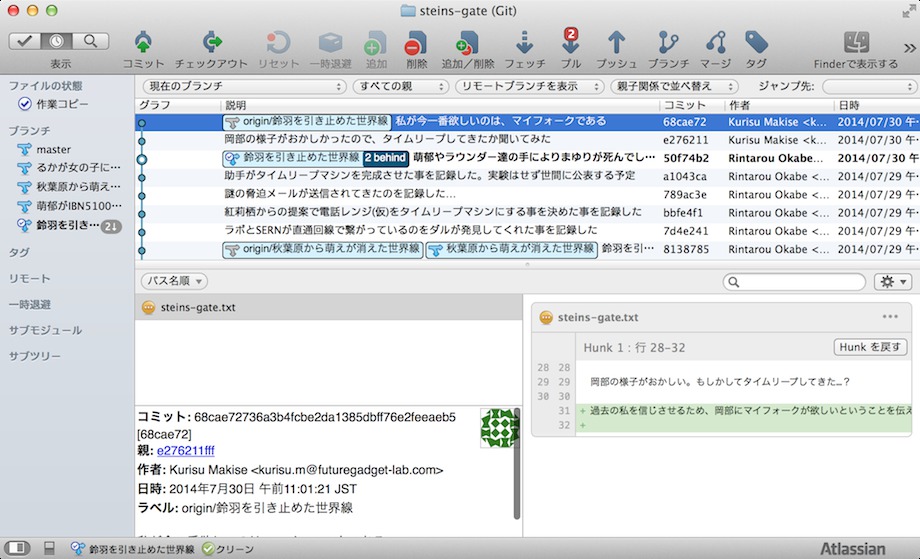 steins-gate (Git)
表示 コミット チェックアウト リセット 一時退避 追加 削除 追加/削除 フェッチ 2 プル プッシュ ブランチ マージ タグ Finderで表示する »
ファイルの状態
作業コピー
ブランチ
master
るかが女の子に…
秋葉原から萌え…
萌郁がIBN5100…
鈴羽を引き… 2↓
タグ
リモート
一時退避
サブモジュール
サブツリー
現在のブランチ すべての親 リモートブランチを表示 親子関係で並べ替え ジャンプ先:
グラフ 説明 コミット 作者 日時
origin/鈴羽を引き止めた世界線 私が今一番欲しいのは、マイフォークである 68cae72 Kurisu Makise <k... 2014/07/30 午…
岡部の様子がおかしかったので、タイムリープしてきたか聞いてみた e276211 Kurisu Makise <k... 2014/07/30 午…
鈴羽を引き止めた世界線 2 behind 萌郁やラウンダー達の手によりまゆりが死んでし… 50f74b2 Rintarou Okabe... 2014/07/30 午…
助手がタイムリープマシンを完成させた事を記録した。実験はせず世間に公表する予定 a1043ca Rintarou Okabe <... 2014/07/29 午…
謎の脅迫メールが送信されてきたのを記録した… 789ac3e Rintarou Okabe <... 2014/07/29 午…
紅莉栖からの提案で電話レンジ(仮)をタイムリープマシンにする事を決めた事を記録した bbfe4f1 Rintarou Okabe <... 2014/07/29 午…
ラボとSERNが直通回線で繋がっているのをダルが発見してくれた事を記録した 7d4e241 Rintarou Okabe <... 2014/07/29 午…
origin/秋葉原から萌えが消えた世界線 秋葉原から萌えが消えた世界線 鈴羽を引… 8138785 Rintarou Okabe <... 2014/07/29 午…
パス名順
steins-gate.txt
コミット: 68cae72736a3b4fcbe2da1385dbff76e2feeaeb5
[68cae72]
親: e276211fff
作者: Kurisu Makise <kurisu.m@futuregadget-lab.com>
日時: 2014年7月30日 午前11:01:21 JST
ラベル: origin/鈴羽を引き止めた世界線
steins-gate.txt
Hunk 1 : 行 28-32 Hunk を戻す
28 28
29 29 岡部の様子がおかしい。もしかしてタイムリープしてきた…?
30 30
31 + 過去の私を信じさせるため、岡部にマイフォークが欲しいということを伝え
32 +
鈴羽を引き止めた世界線 クリーン
Atlassian